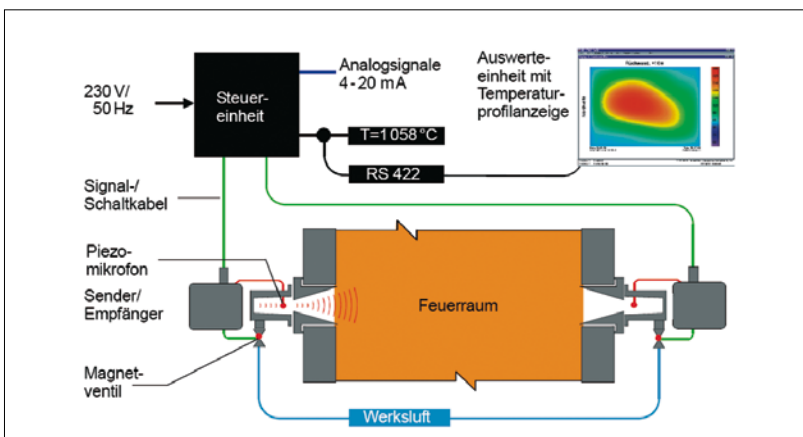 230 V/
50 Hz
Steuer-
einheit
Analogsignale
4-20 mA
T=1058 °C
RS 422
Auswerte-
einheit mit
Temperatur-
profilanzeige
Signal-/
Schaltkabel
Piezo-
mikrofon
Sender/
Empfänger
Magnet-
ventil
Feuerraum
Werksluft